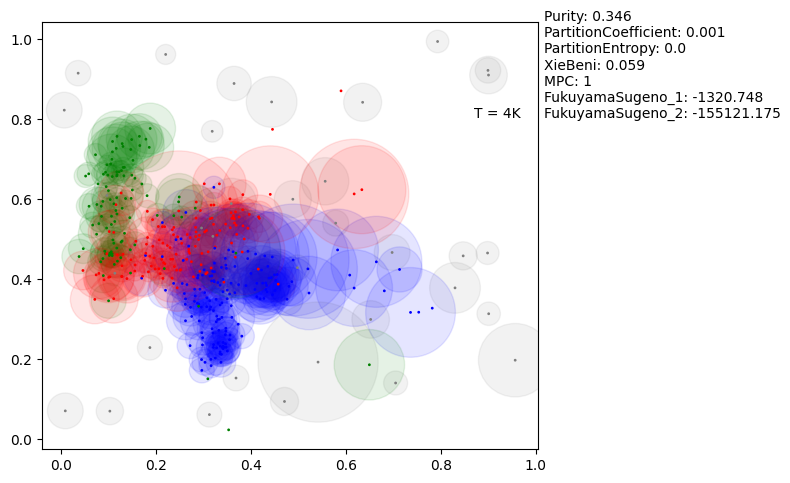 Purity: 0.346
PartitionCoefficient: 0.001
PartitionEntropy: 0.0
XieBeni: 0.059
MPC: 1
FukuyamaSugeno_1: -1320.748
FukuyamaSugeno_2: -155121.175
T = 4K
1.0
0.8
0.6
0.4
0.2
0.0
0.0 0.2 0.4 0.6 0.8 1.0